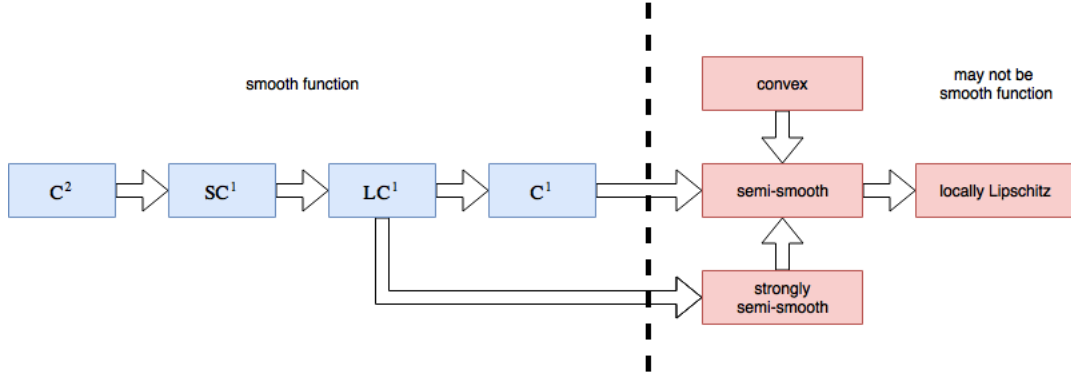 smooth function
convex
may not be
smooth function
C²
SC¹
LC¹
C¹
semi-smooth
locally Lipschitz
strongly
semi-smooth